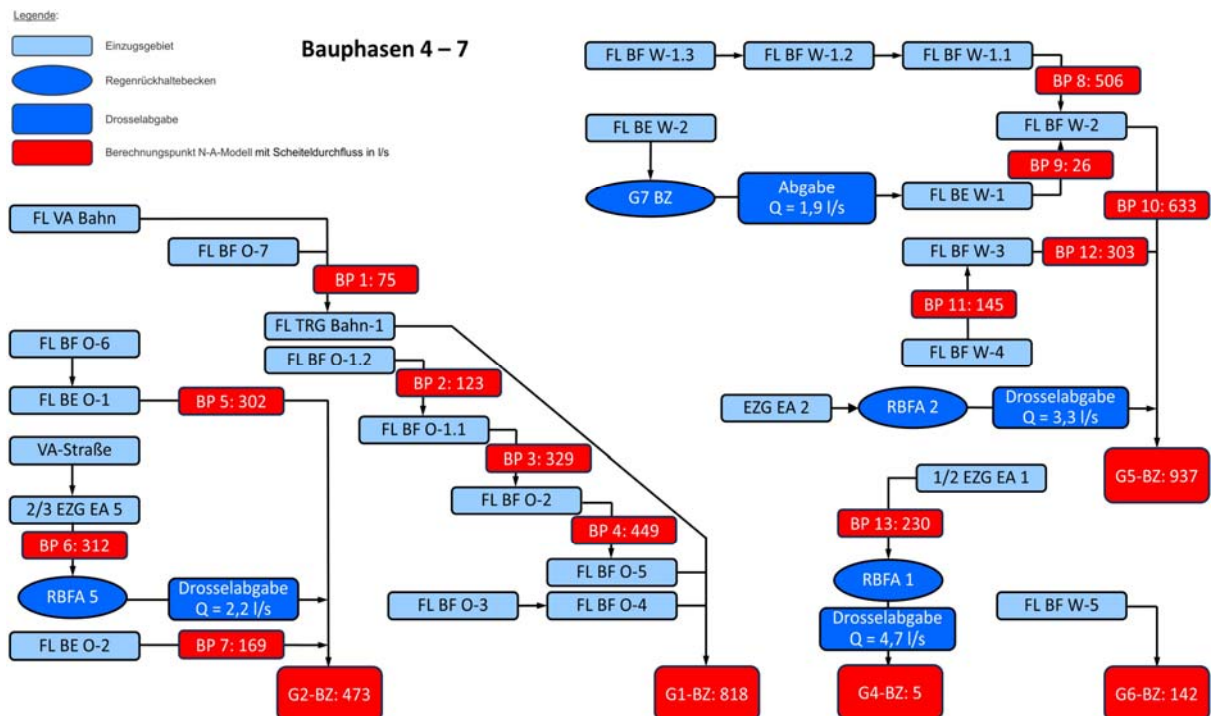 Legende:
Einzugsgebiet
Regenrückhaltebecken
Drosselabgabe
Berechnungspunkt N-A-Modell mit Scheiteldurchfluss in l/s
Bauphasen 4 – 7
FL BF W-1.3
FL BF W-1.2
FL BF W-1.1
BP 8: 506
FL BE W-2
FL BF W-2
BP 9: 26
G7 BZ
Abgabe
Q = 1,9 l/s
FL BE W-1
BP 10: 633
FL VA Bahn
FL BF O-7
BP 1: 75
FL BF W-3
BP 12: 303
BP 11: 145
FL BF W-4
FL TRG Bahn-1
FL BF O-6
FL BF O-1.2
BP 2: 123
FL BE O-1
BP 5: 302
FL BF O-1.1
BP 3: 329
EZG EA 2
RBFA 2
Drosselabgabe
Q = 3,3 l/s
VA-Straße
2/3 EZG EA 5
BP 6: 312
FL BF O-2
BP 4: 449
1/2 EZG EA 1
G5-BZ: 937
BP 13: 230
FL BF O-5
RBFA 1
RBFA 5
Drosselabgabe
Q = 2,2 l/s
FL BF O-3
FL BF O-4
FL BF W-5
Drosselabgabe
Q = 4,7 l/s
FL BE O-2
BP 7: 169
G2-BZ: 473
G1-BZ: 818
G4-BZ: 5
G6-BZ: 142